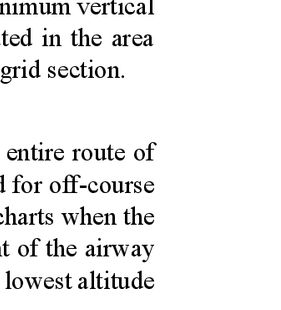 nimum vertical
ted in the area
grid section.
entire route of
d for off-course
charts when the
nt of the airway
lowest altitude